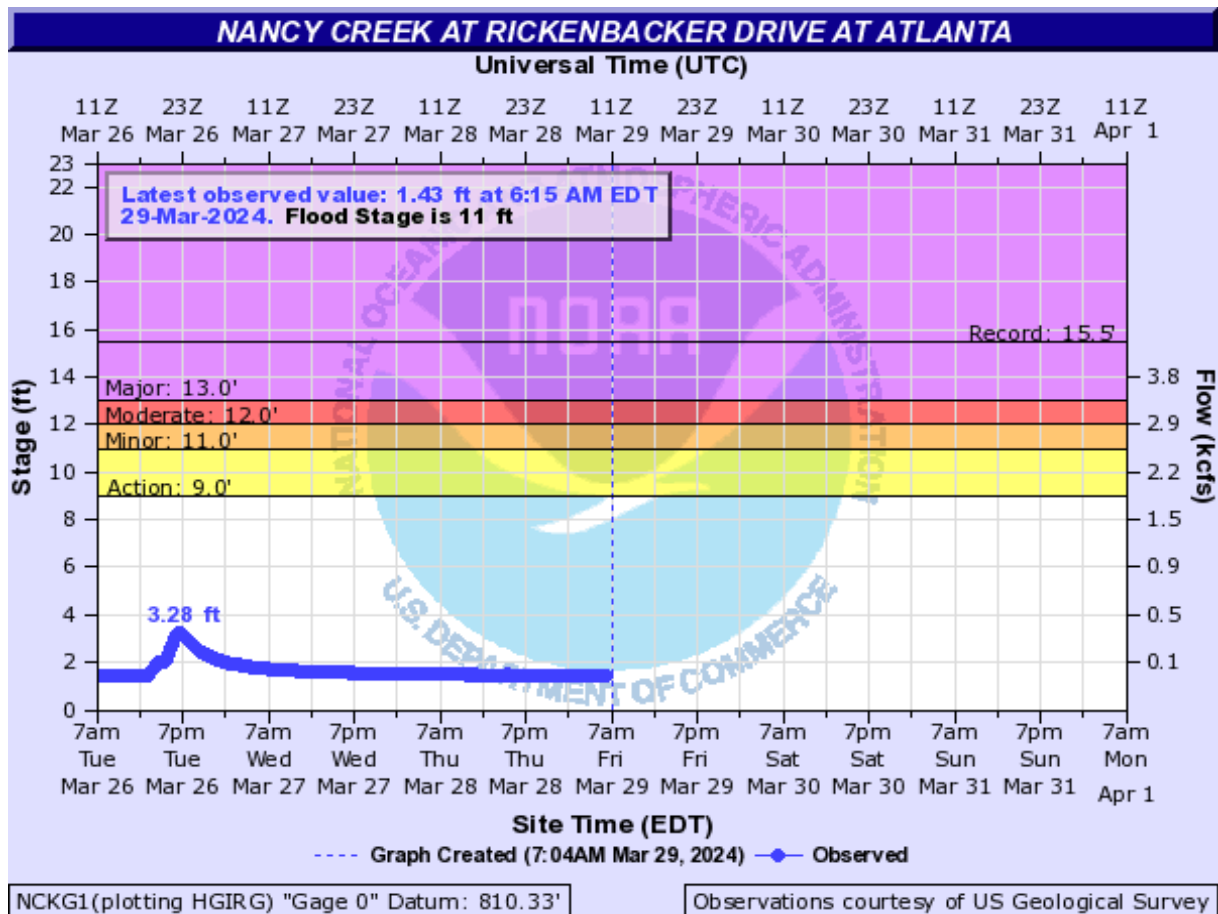 NANCY CREEK AT RICKENBACKER DRIVE AT ATLANTA
Universal Time (UTC)
11Z 23Z 11Z 23Z 11Z 23Z 11Z 23Z 11Z 23Z 11Z 23Z 11Z
Mar 26 Mar 26 Mar 27 Mar 27 Mar 28 Mar 28 Mar 29 Mar 29 Mar 30 Mar 30 Mar 31 Mar 31 Apr 1
Latest observed value: 1.43 ft at 6:15 AM EDT
29-Mar-2024. Flood Stage is 11 ft
NATIONAL OCEANIC AND ATMOSPHERIC ADMINISTRATION
NOAA
U.S. DEPARTMENT OF COMMERCE
Record: 15.5'
Major: 13.0'
Moderate: 12.0'
Minor: 11.0'
Action: 9.0'
3.28 ft
Stage (ft)
23
22
20
18
16
14
12
10
8
6
4
2
0
Flow (kcfs)
3.8
2.9
2.2
1.5
0.9
0.5
0.1
7am 7pm 7am 7pm 7am 7pm 7am 7pm 7am 7pm 7am 7pm 7am
Tue Tue Wed Wed Thu Thu Fri Fri Sat Sat Sun Sun Mon
Mar 26 Mar 26 Mar 27 Mar 27 Mar 28 Mar 28 Mar 29 Mar 29 Mar 30 Mar 30 Mar 31 Mar 31 Apr 1
Site Time (EDT)
Graph Created (7:04AM Mar 29, 2024) Observed
NCKG1(plotting HGIRG) "Gage 0" Datum: 810.33'
Observations courtesy of US Geological Survey